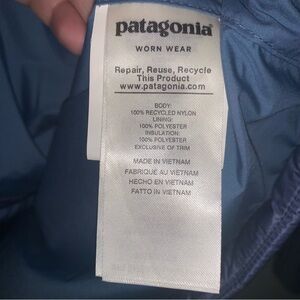 patagonia®
WORN WEAR
Repair, Reuse, Recycle
This Product
www.patagonia.com
BODY:
100% RECYCLED NYLON
LINING:
100% POLYESTER
INSULATION:
100% POLYESTER
EXCLUSIVE OF TRIM
MADE IN VIETNAM
FABRIQUÉ AU VIETNAM
HECHO EN VIETNAM
FATTO IN VIETNAM